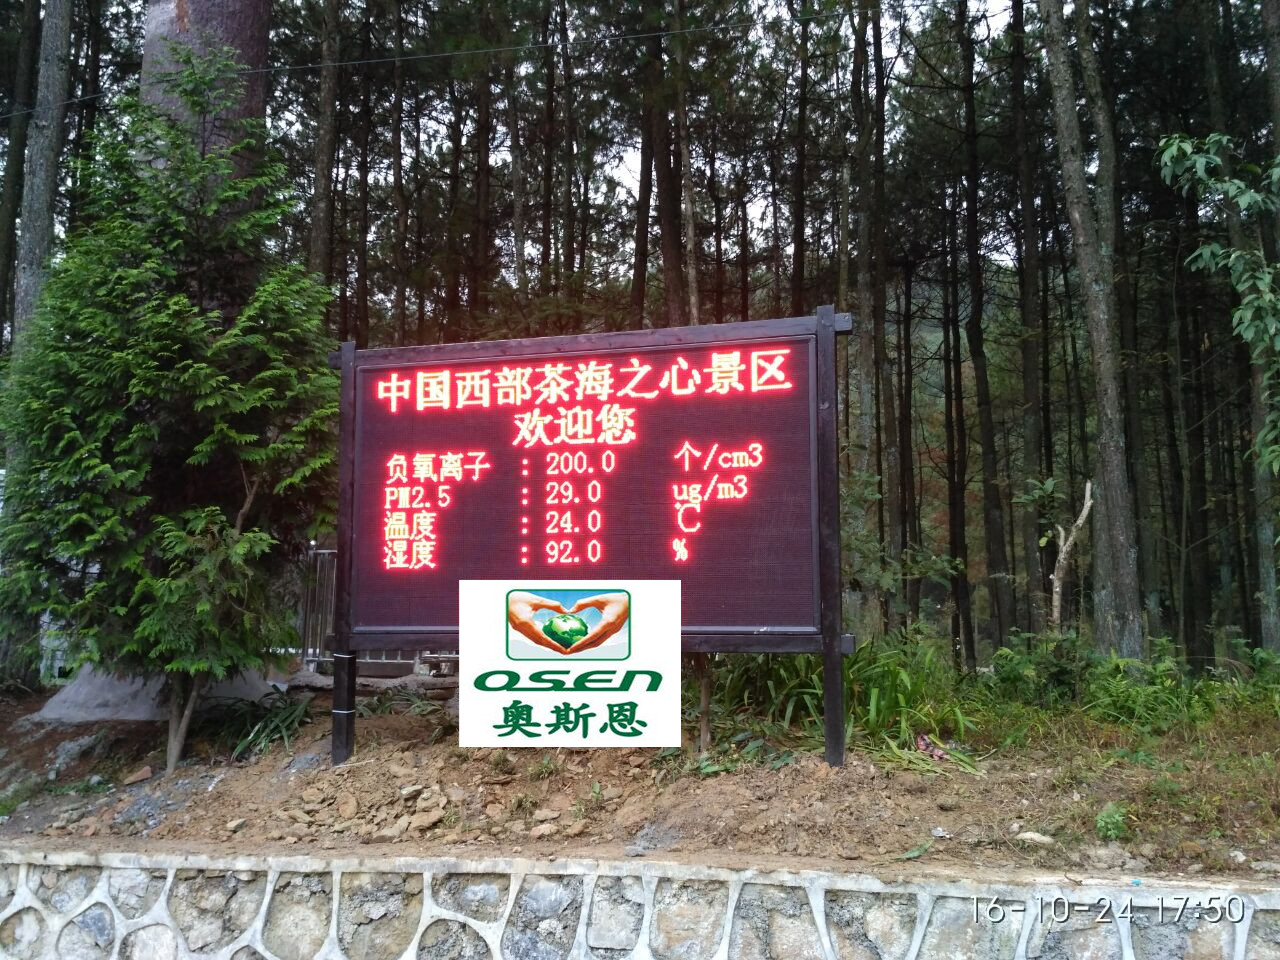 中国西部茶海之心景区
欢迎您
负氧离子 : 200.0 个/cm3
PM2.5 : 29.0 ug/m3
温度 : 24.0 ℃
湿度 : 92.0 %
OSEN
奥斯恩
16-10-24 17:50